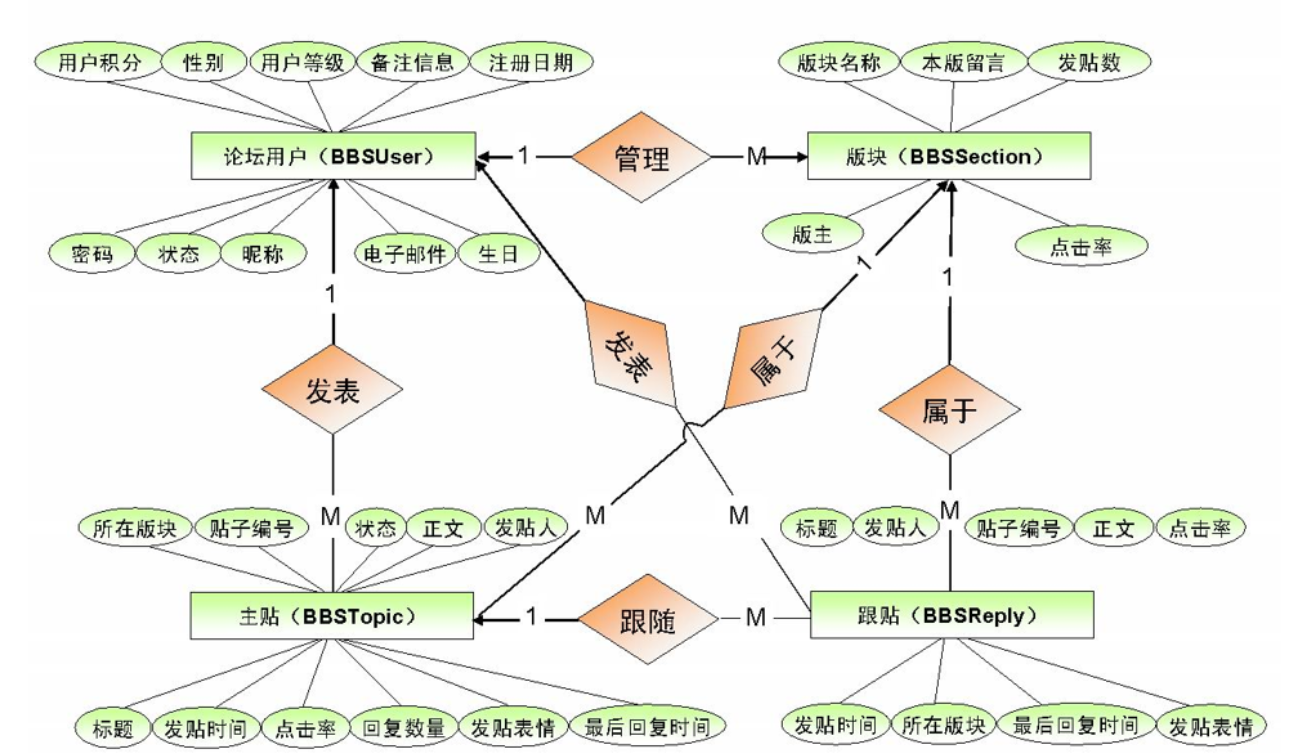 用户积分 性别 用户等级 备注信息 注册日期 版块名称 本版留言 发贴数
论坛用户（BBSUser） 1 管理 M 版块（BBSSection）
密码 状态 昵称 电子邮件 生日 版主 点击率
1 1 1
发表 发表 属于 属于
M M M M
所在版块 贴子编号 状态 正文 发贴人 标题 发贴人 贴子编号 正文 点击率
主贴（BBSTopic） 1 跟随 M 跟贴（BBSReply）
标题 发贴时间 点击率 回复数量 发贴表情 最后回复时间 发贴时间 所在版块 最后回复时间 发贴表情